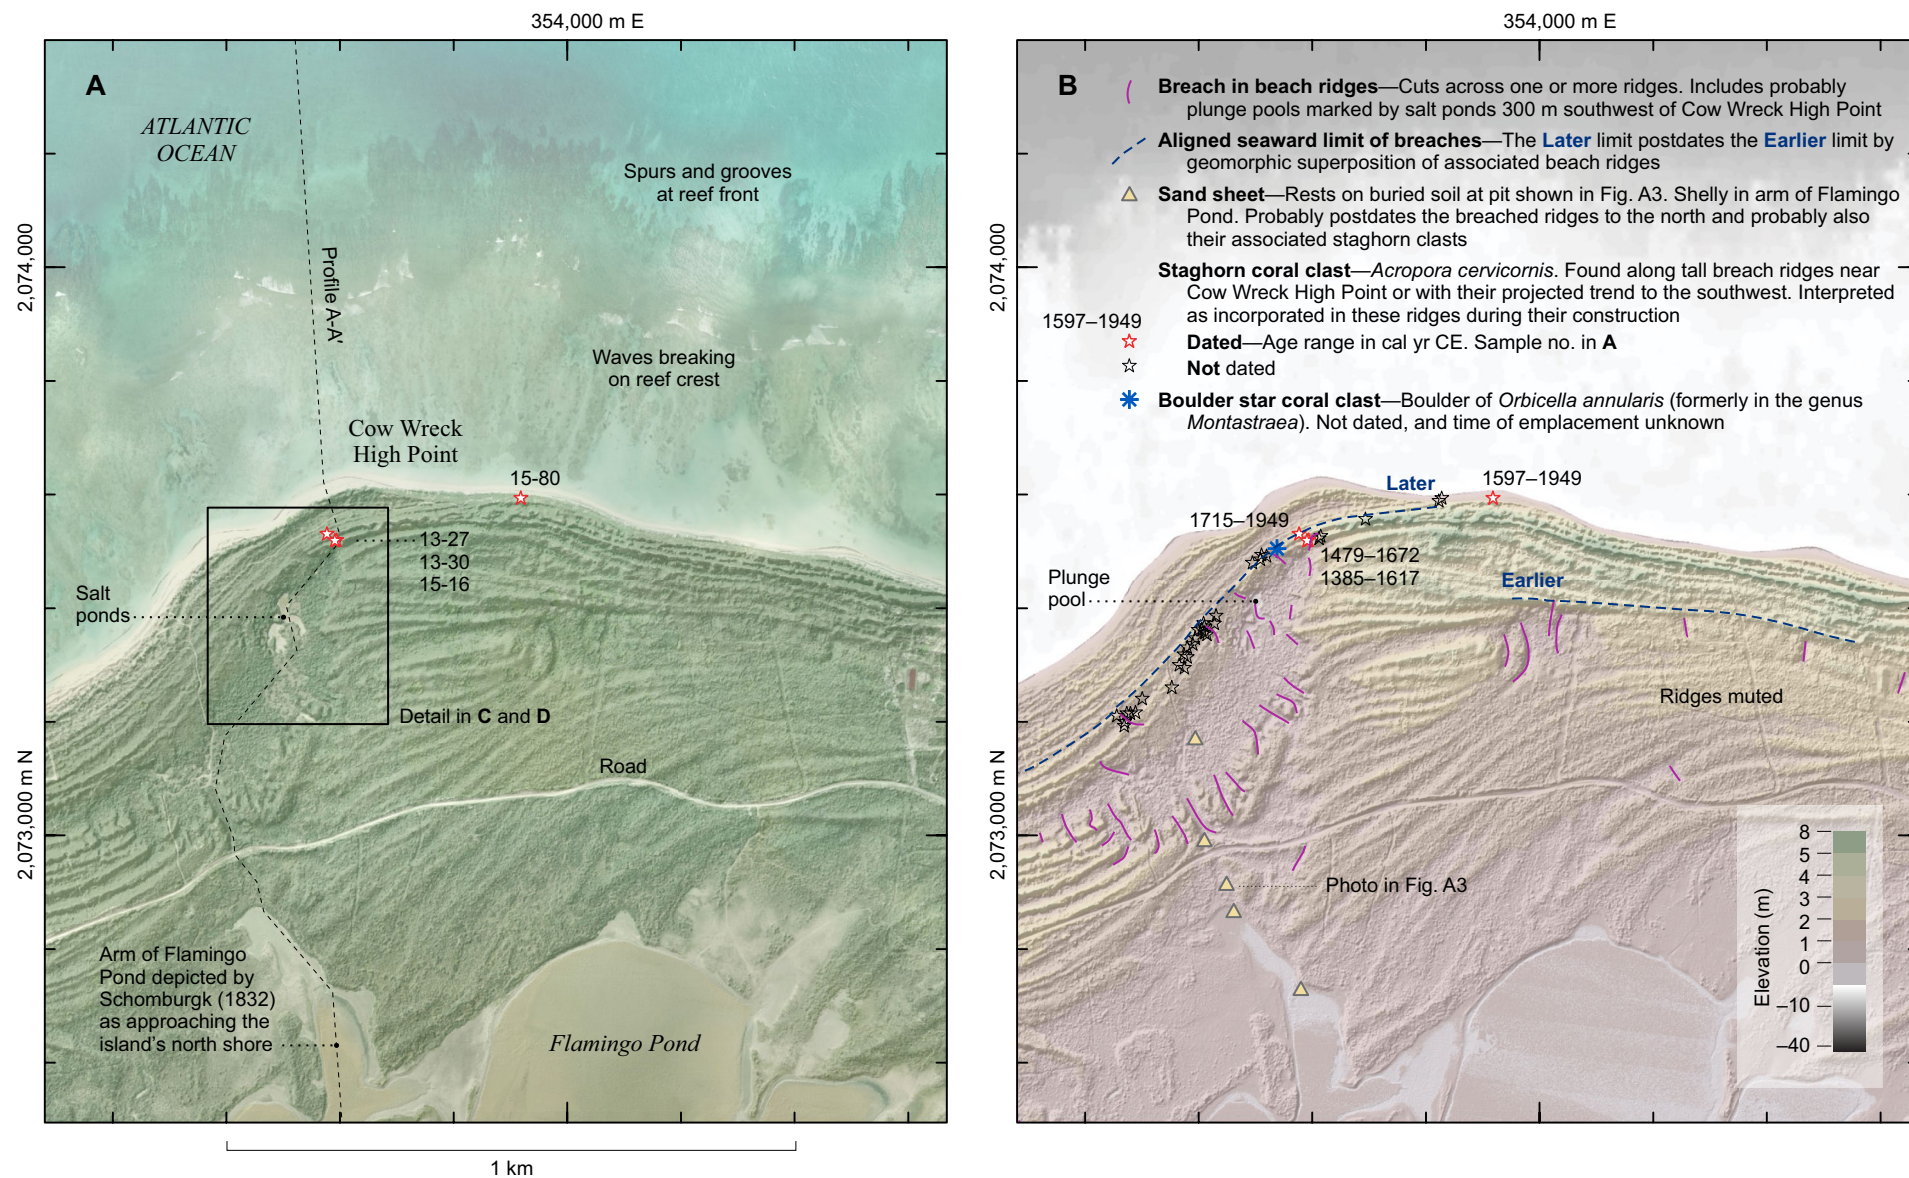 354,000 m E
A
ATLANTIC
OCEAN
Spurs and grooves
at reef front
2,074,000
Profile A-A'
Waves breaking
on reef crest
Cow Wreck
High Point
15-80
13-27
13-30
15-16
Salt
ponds
Detail in C and D
Road
2,073,000 m N
Arm of Flamingo
Pond depicted by
Schomburgk (1832)
as approaching the
island's north shore
Flamingo Pond
1 km
354,000 m E
B
Breach in beach ridges—Cuts across one or more ridges. Includes probably
plunge pools marked by salt ponds 300 m southwest of Cow Wreck High Point
Aligned seaward limit of breaches—The Later limit postdates the Earlier limit by
geomorphic superposition of associated beach ridges
Sand sheet—Rests on buried soil at pit shown in Fig. A3. Shelly in arm of Flamingo
Pond. Probably postdates the breached ridges to the north and probably also
their associated staghorn clasts
2,074,000
Staghorn coral clast—Acropora cervicornis. Found along tall breach ridges near
Cow Wreck High Point or with their projected trend to the southwest. Interpreted
as incorporated in these ridges during their construction
1597–1949
Dated—Age range in cal yr CE. Sample no. in A
Not dated
Boulder star coral clast—Boulder of Orbicella annularis (formerly in the genus
Montastraea). Not dated, and time of emplacement unknown
Later
1597–1949
1715–1949
1479–1672
1385–1617
Plunge
pool
Earlier
Ridges muted
2,073,000 m N
Photo in Fig. A3
Elevation (m)
8
5
4
3
2
1
0
–10
–40